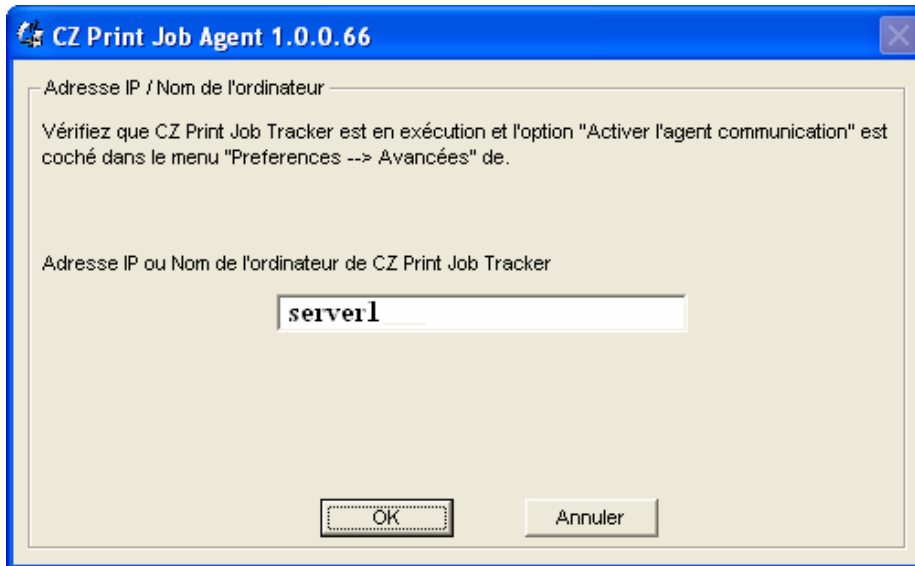 CZ Print Job Agent 1.0.0.66
Adresse IP / Nom de l'ordinateur
Vérifiez que CZ Print Job Tracker est en exécution et l'option "Activer l'agent communication" est
coché dans le menu "Preferences --> Avancées" de.
Adresse IP ou Nom de l'ordinateur de CZ Print Job Tracker
server1
OK
Annuler